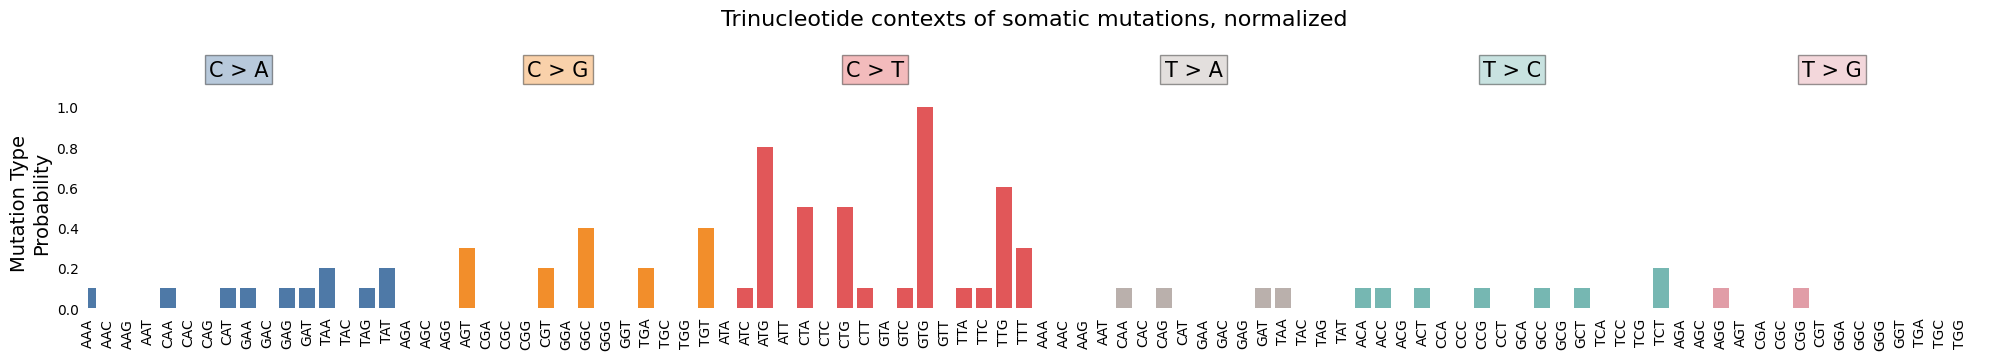 Trinucleotide contexts of somatic mutations, normalized
C > A
C > G
C > T
T > A
T > C
T > G
Mutation Type
Probability
1.0
0.8
0.6
0.4
0.2
0.0
AAA
AAC
AAG
AAT
CAA
CAC
CAG
CAT
GAA
GAC
GAG
GAT
TAA
TAC
TAG
TAT
AGA
AGC
AGG
AGT
CGA
CGC
CGG
CGT
GGA
GGC
GGG
GGT
TGA
TGC
TGG
TGT
ATA
ATC
ATG
ATT
CTA
CTC
CTG
CTT
GTA
GTC
GTG
GTT
TTA
TTC
TTG
TTT
AAA
AAC
AAG
AAT
CAA
CAC
CAG
CAT
GAA
GAC
GAG
GAT
TAA
TAC
TAG
TAT
ACA
ACC
ACG
ACT
CCA
CCC
CCG
CCT
GCA
GCC
GCG
GCT
TCA
TCC
TCG
TCT
AGA
AGC
AGG
AGT
CGA
CGC
CGG
CGT
GGA
GGC
GGG
GGT
TGA
TGC
TGG